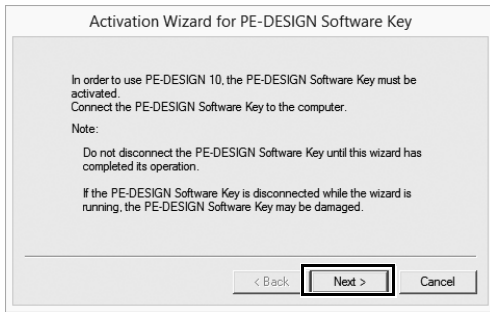 Activation Wizard for PE-DESIGN Software Key
In order to use PE-DESIGN 10, the PE-DESIGN Software Key must be
activated.
Connect the PE-DESIGN Software Key to the computer.
Note:
Do not disconnect the PE-DESIGN Software Key until this wizard has
completed its operation.
If the PE-DESIGN Software Key is disconnected while the wizard is
running, the PE-DESIGN Software Key may be damaged.
< Back Next > Cancel